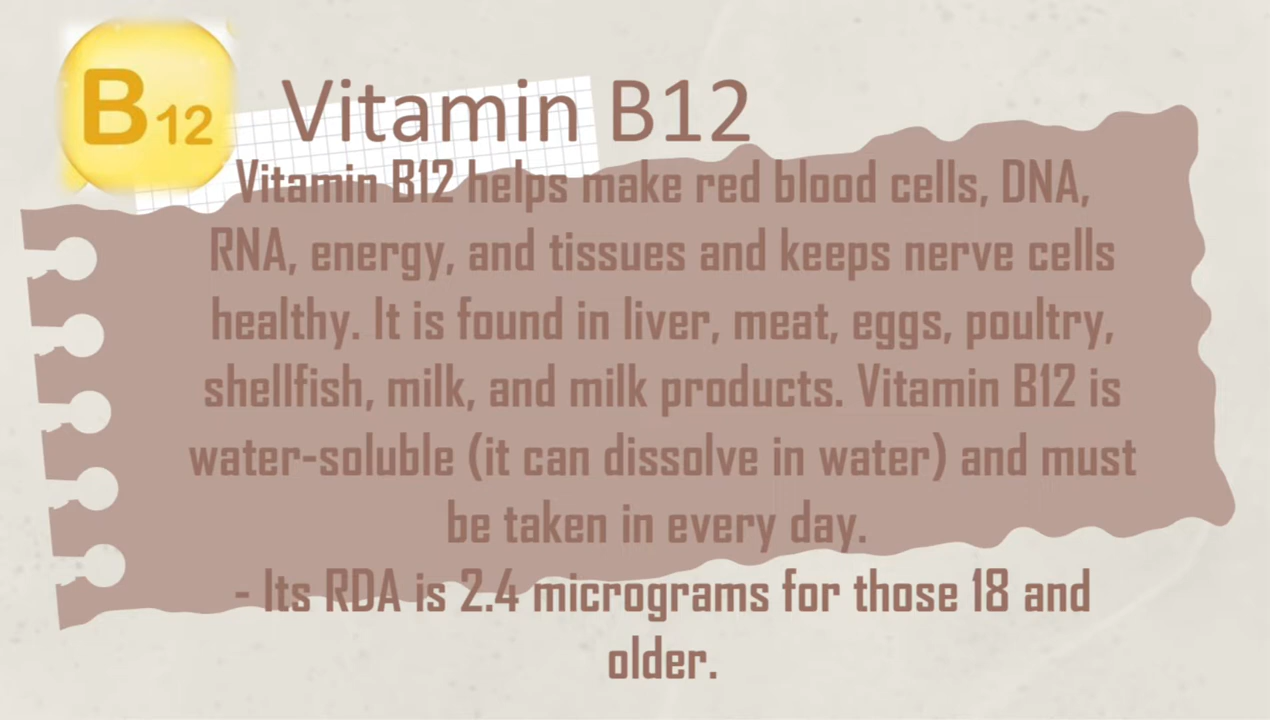 B12
Vitamin B12
Vitamin B12 helps make red blood cells, DNA,
RNA, energy, and tissues and keeps nerve cells
healthy. It is found in liver, meat, eggs, poultry,
shellfish, milk, and milk products. Vitamin B12 is
water-soluble (it can dissolve in water) and must
be taken in every day.
- Its RDA is 2.4 micrograms for those 18 and
older.